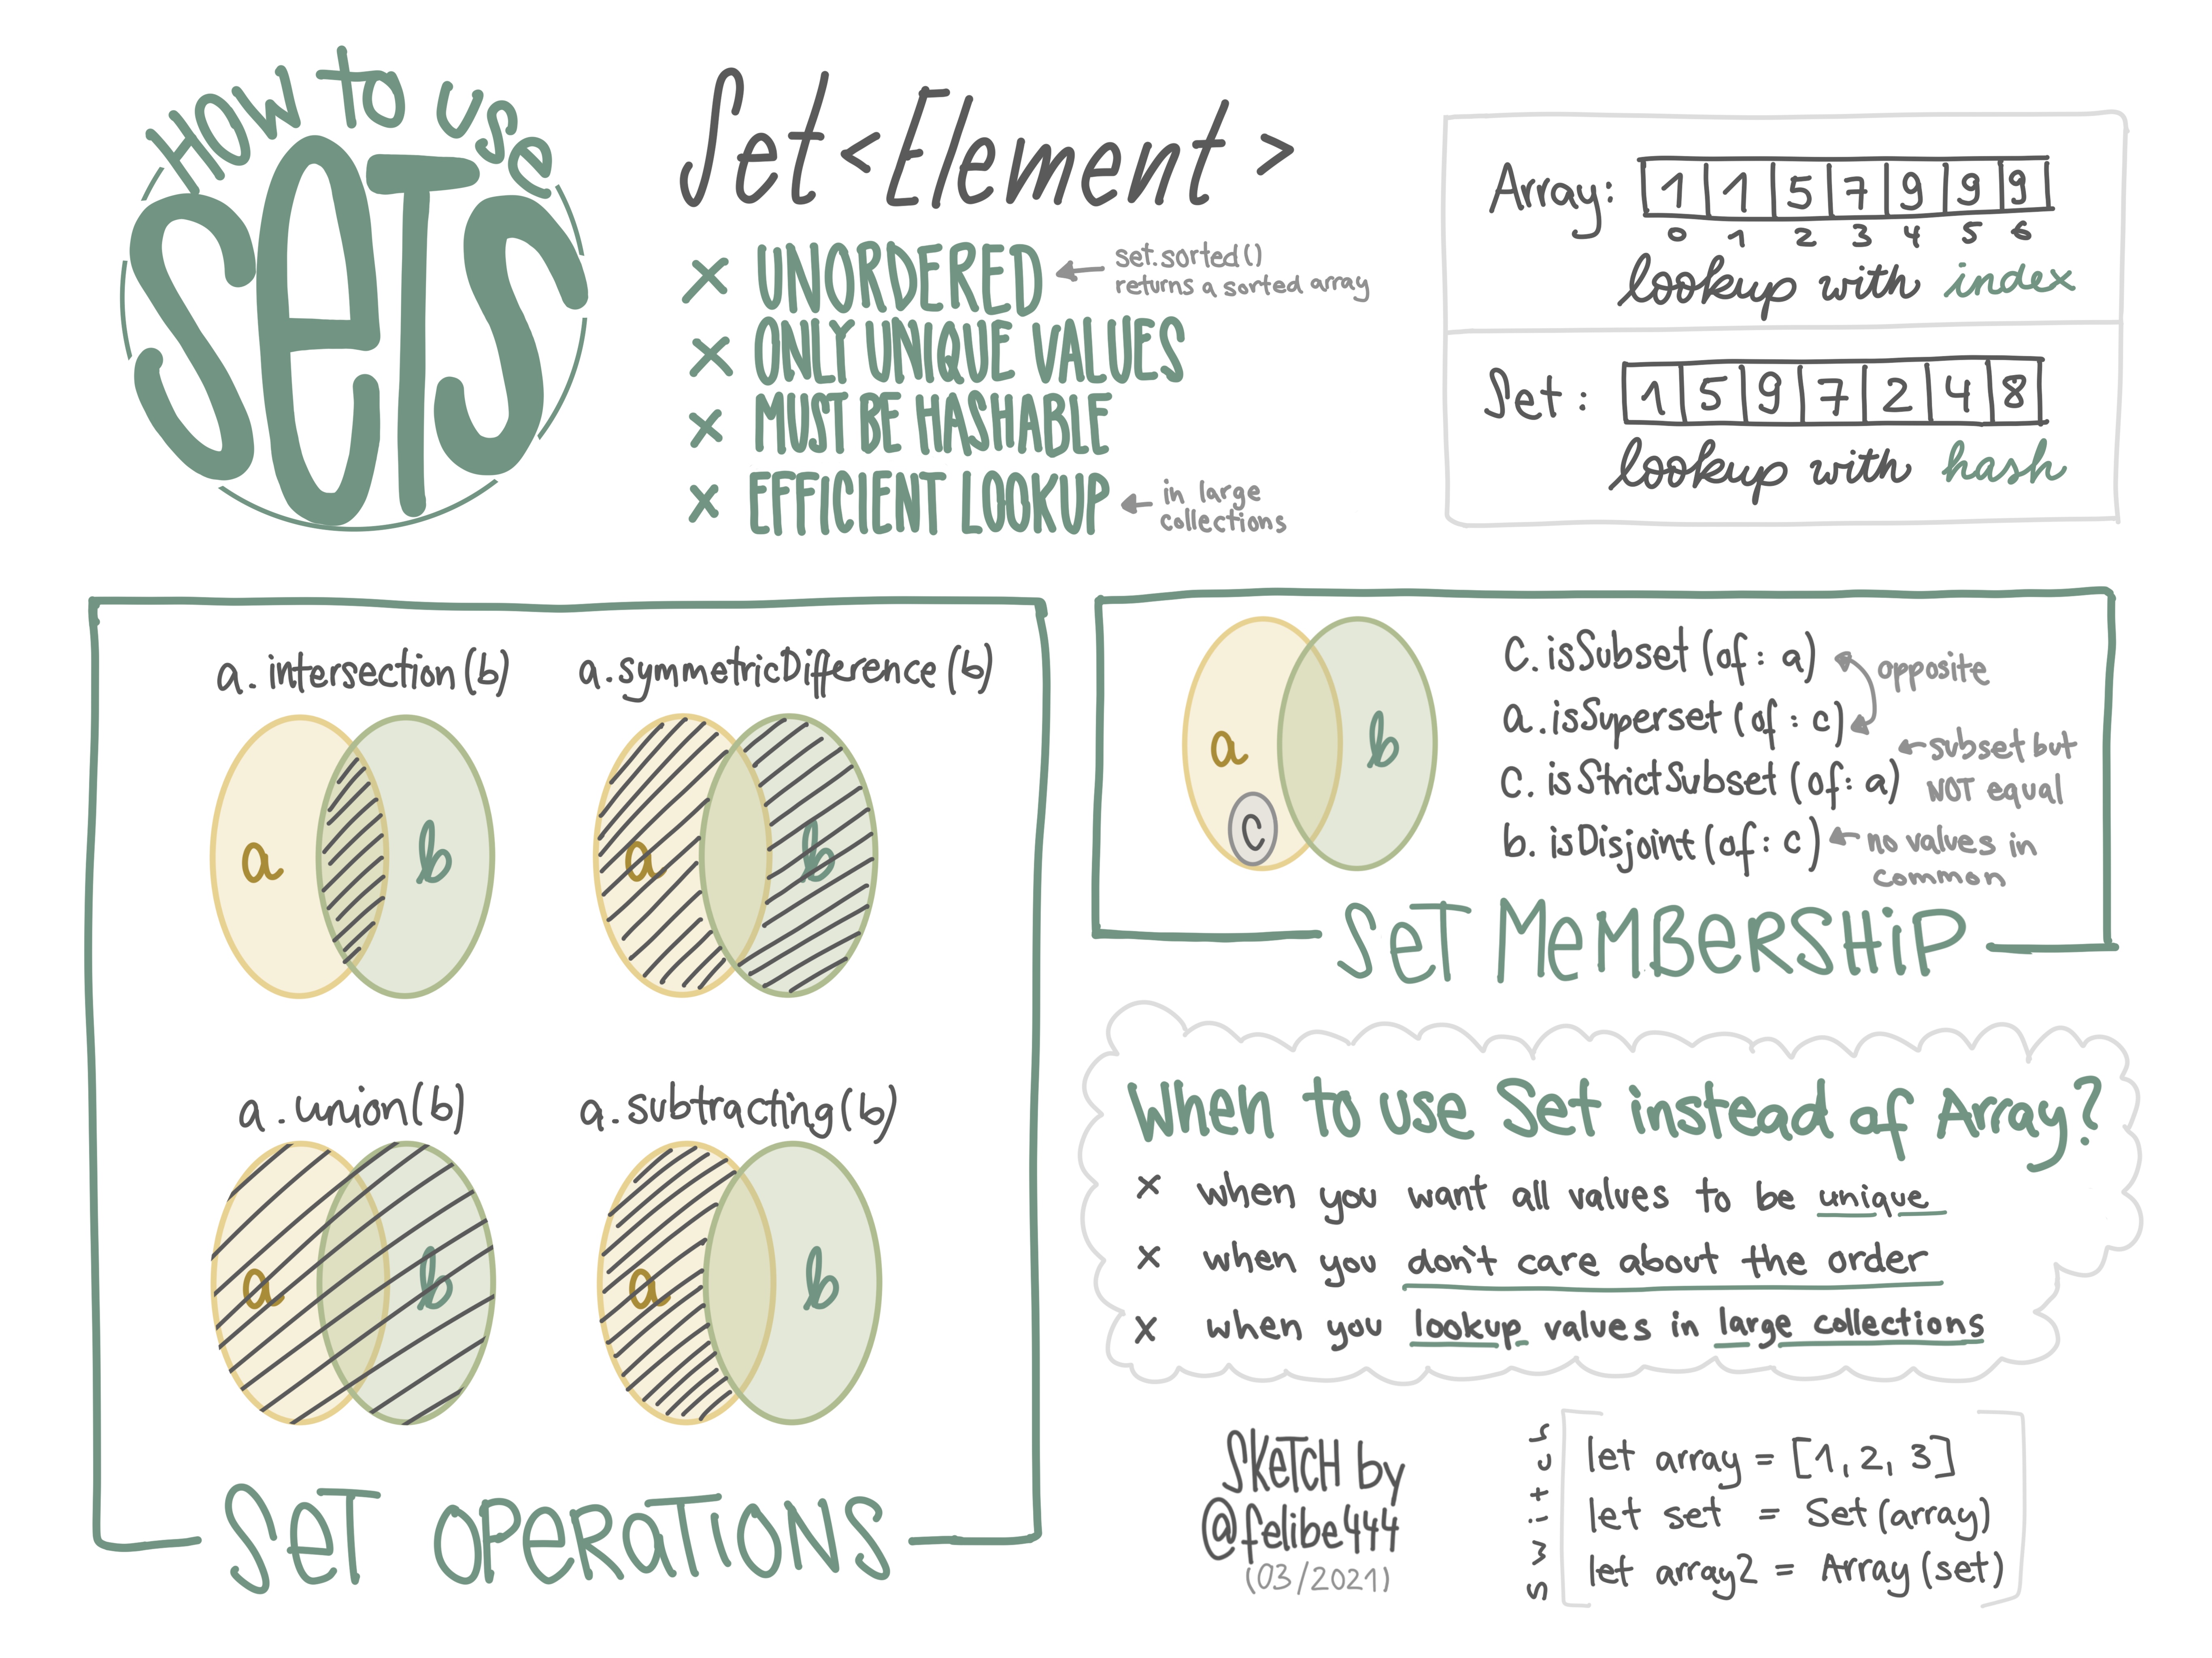 How to use
SETS
Set <Element>
× UNORDERED
set.sorted()
returns a sorted array
× ONLY UNIQUE VALUES
× MUST BE HASHABLE
× EFFICIENT LOOKUP
in large
collections
Array: 1 1 5 7 9 9 9
0 1 2 3 4 5 6
lookup with index
Set: 1 5 9 7 2 4 8
lookup with hash
a.intersection(b)
a b
a.symmetricDifference(b)
a b
a.union(b)
a b
a.subtracting(b)
a b
SET OPERATIONS
a b
c
c.isSubset(of: a)
opposite
a.isSuperset(of: c)
c.isStrictSubset(of: a)
subset but
NOT equal
b.isDisjoint(of: c)
no values in
common
SET MEMBERSHIP
When to use Set instead of Array?
× when you want all values to be unique
× when you don't care about the order
× when you lookup values in large collections
SKETCH by
@felibe444
(03/2021)
switch
let array = [1, 2, 3]
let set = Set(array)
let array2 = Array(set)